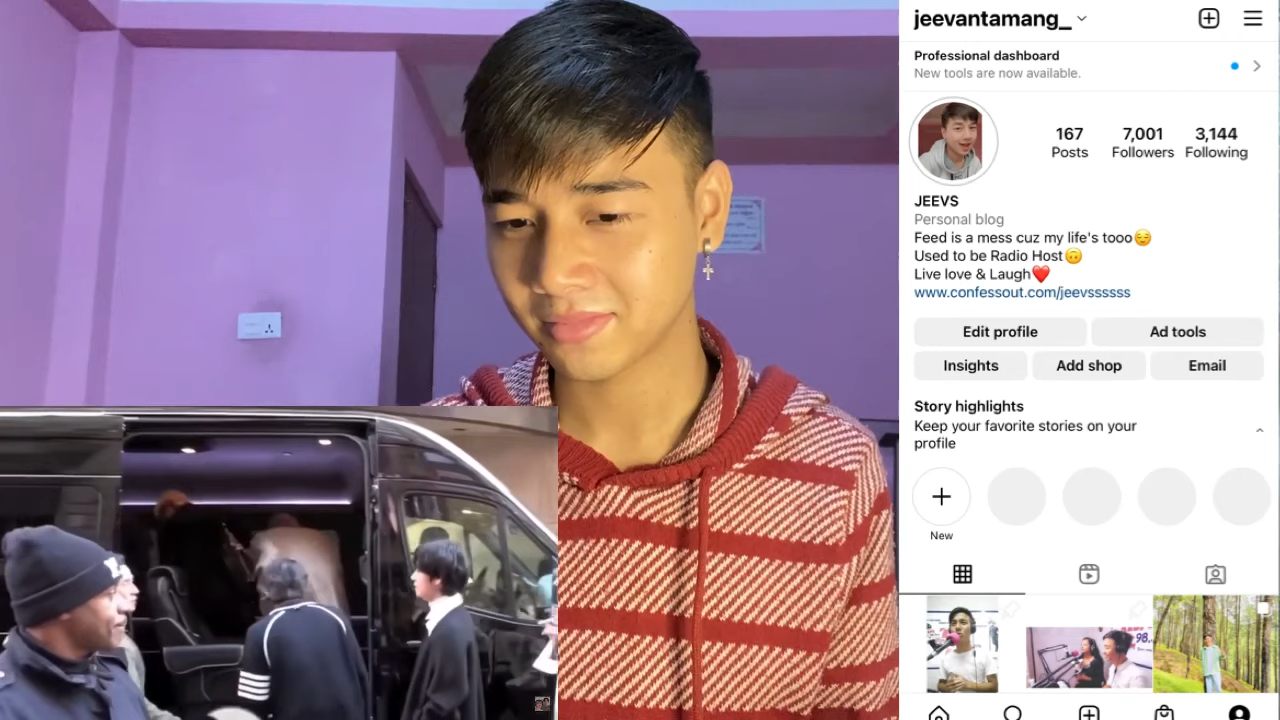 jeevantamang_
Professional dashboard
New tools are now available.
167
Posts
7,001
Followers
3,144
Following
JEEVS
Personal blog
Feed is a mess cuz my life's tooo😌
Used to be Radio Host🙃
Live love & Laugh❤️
www.confessout.com/jeevssssss
Edit profile
Ad tools
Insights
Add shop
Email
Story highlights
Keep your favorite stories on your
profile
New
98.